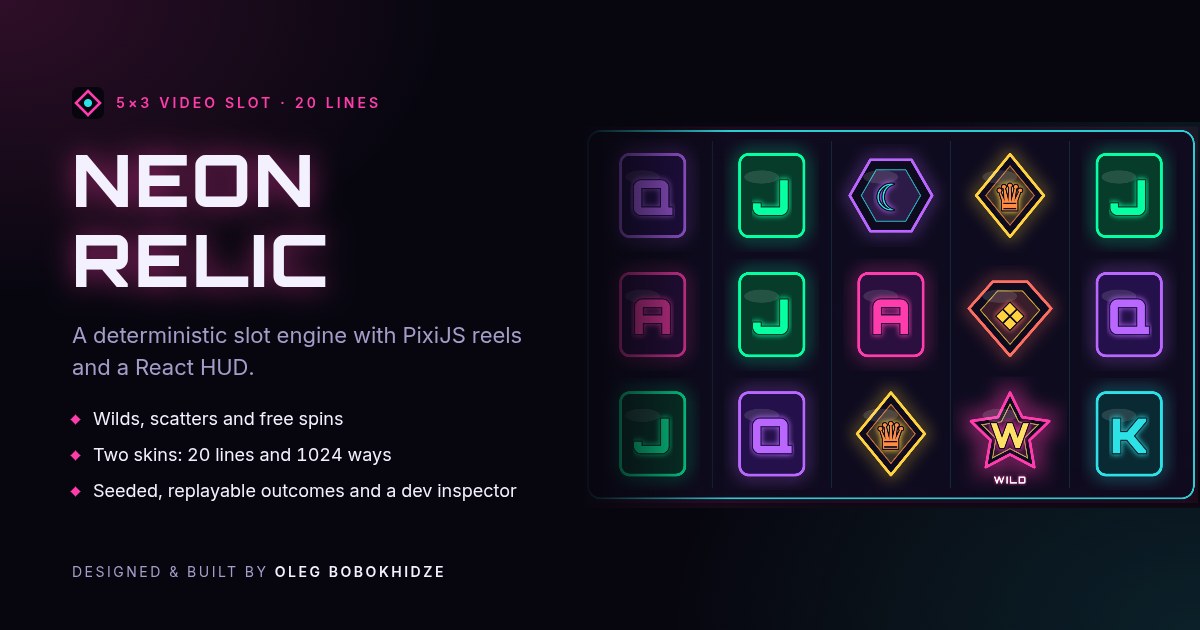 5×3 VIDEO SLOT · 20 LINES
NEON
RELIC
A deterministic slot engine with PixiJS reels
and a React HUD.
Wilds, scatters and free spins
Two skins: 20 lines and 1024 ways
Seeded, replayable outcomes and a dev inspector
DESIGNED & BUILT BY OLEG BOBOKHIDZE
Q J J
A J A Q
J Q W K
WILD